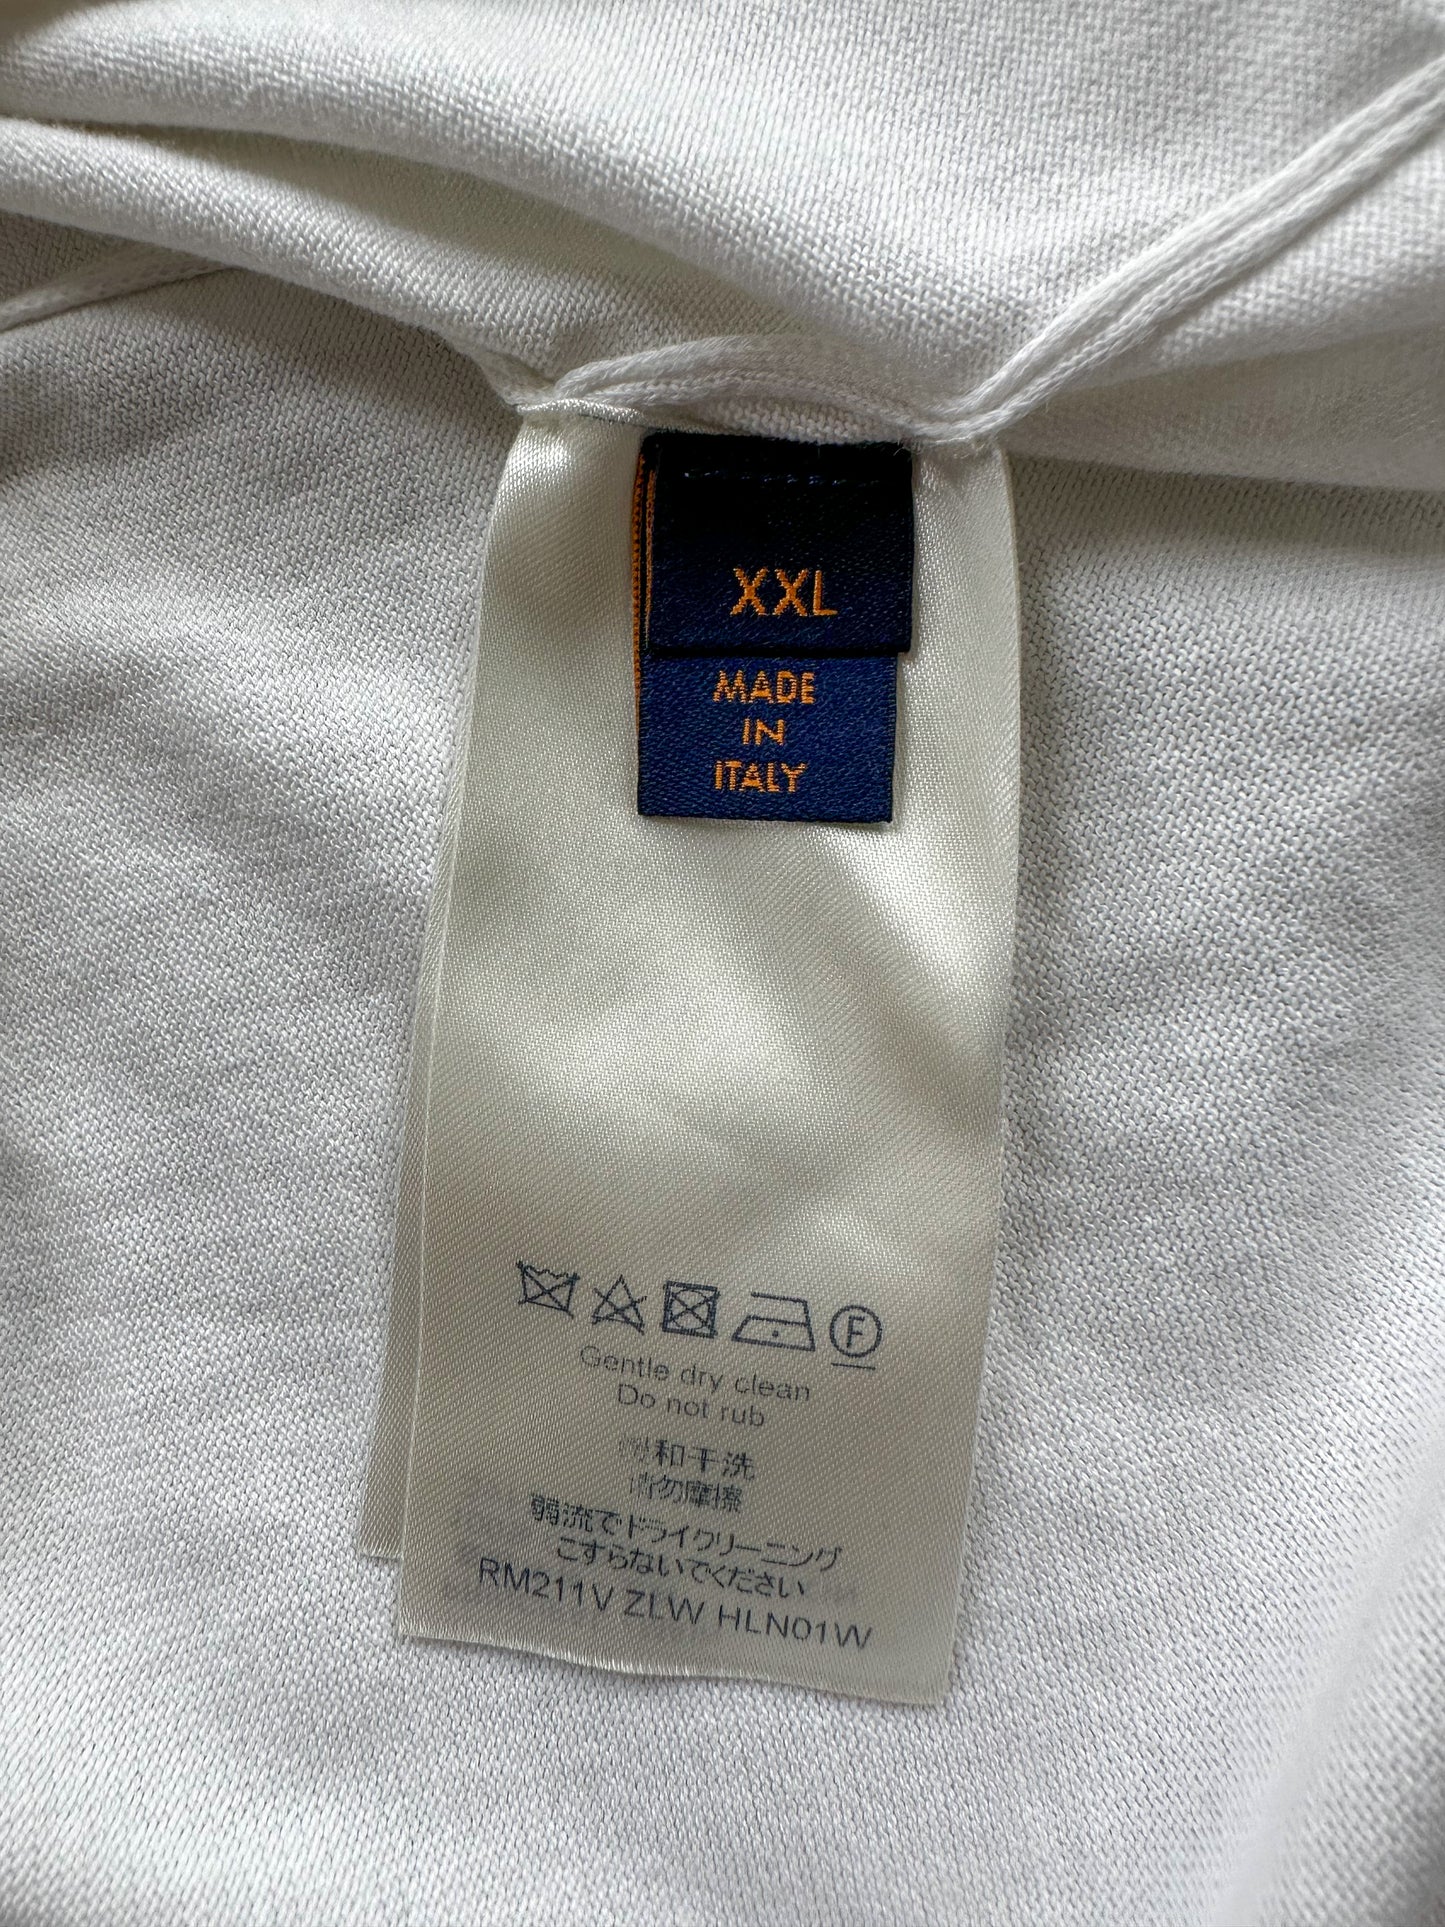 XXL
MADE
IN
ITALY
F
Gentle dry clean
Do not rub
和干洗
请勿摩擦
弱流でドライクリーニング
こすらないでください
RM211V ZLW HLN01W